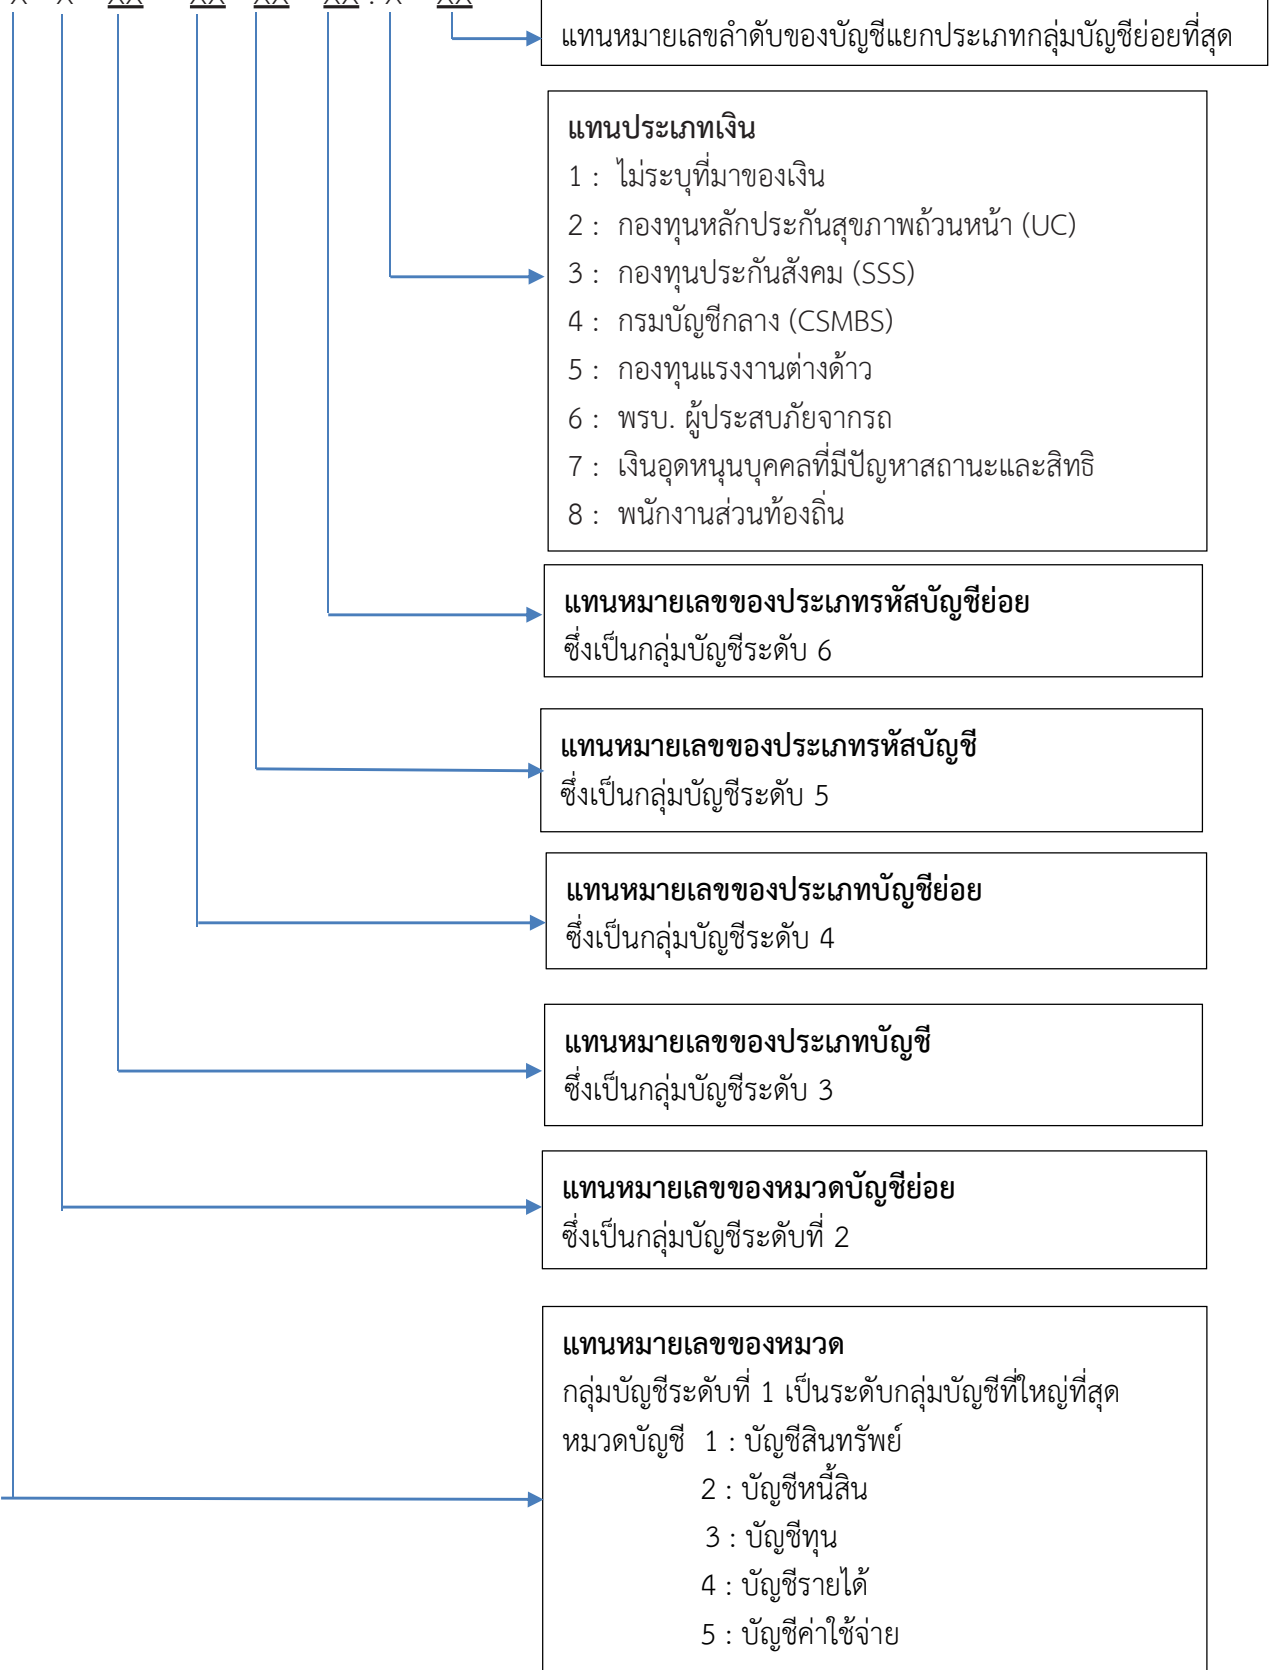 X X XX XX XX XX . X XX
แทนหมายเลขลำดับของบัญชีแยกประเภทกลุ่มบัญชีย่อยที่สุด
แทนประเภทเงิน
1 : ไม่ระบุที่มาของเงิน
2 : กองทุนหลักประกันสุขภาพถ้วนหน้า (UC)
3 : กองทุนประกันสังคม (SSS)
4 : กรมบัญชีกลาง (CSMBS)
5 : กองทุนแรงงานต่างด้าว
6 : พรบ. ผู้ประสบภัยจากรถ
7 : เงินอุดหนุนบุคคลที่มีปัญหาสถานะและสิทธิ
8 : พนักงานส่วนท้องถิ่น
แทนหมายเลขของประเภทรหัสบัญชีย่อย
ซึ่งเป็นกลุ่มบัญชีระดับ 6
แทนหมายเลขของประเภทรหัสบัญชี
ซึ่งเป็นกลุ่มบัญชีระดับ 5
แทนหมายเลขของประเภทบัญชีย่อย
ซึ่งเป็นกลุ่มบัญชีระดับ 4
แทนหมายเลขของประเภทบัญชี
ซึ่งเป็นกลุ่มบัญชีระดับ 3
แทนหมายเลขของหมวดบัญชีย่อย
ซึ่งเป็นกลุ่มบัญชีระดับที่ 2
แทนหมายเลขของหมวด
กลุ่มบัญชีระดับที่ 1 เป็นระดับกลุ่มบัญชีที่ใหญ่ที่สุด
หมวดบัญชี 1 : บัญชีสินทรัพย์
2 : บัญชีหนี้สิน
3 : บัญชีทุน
4 : บัญชีรายได้
5 : บัญชีค่าใช้จ่าย